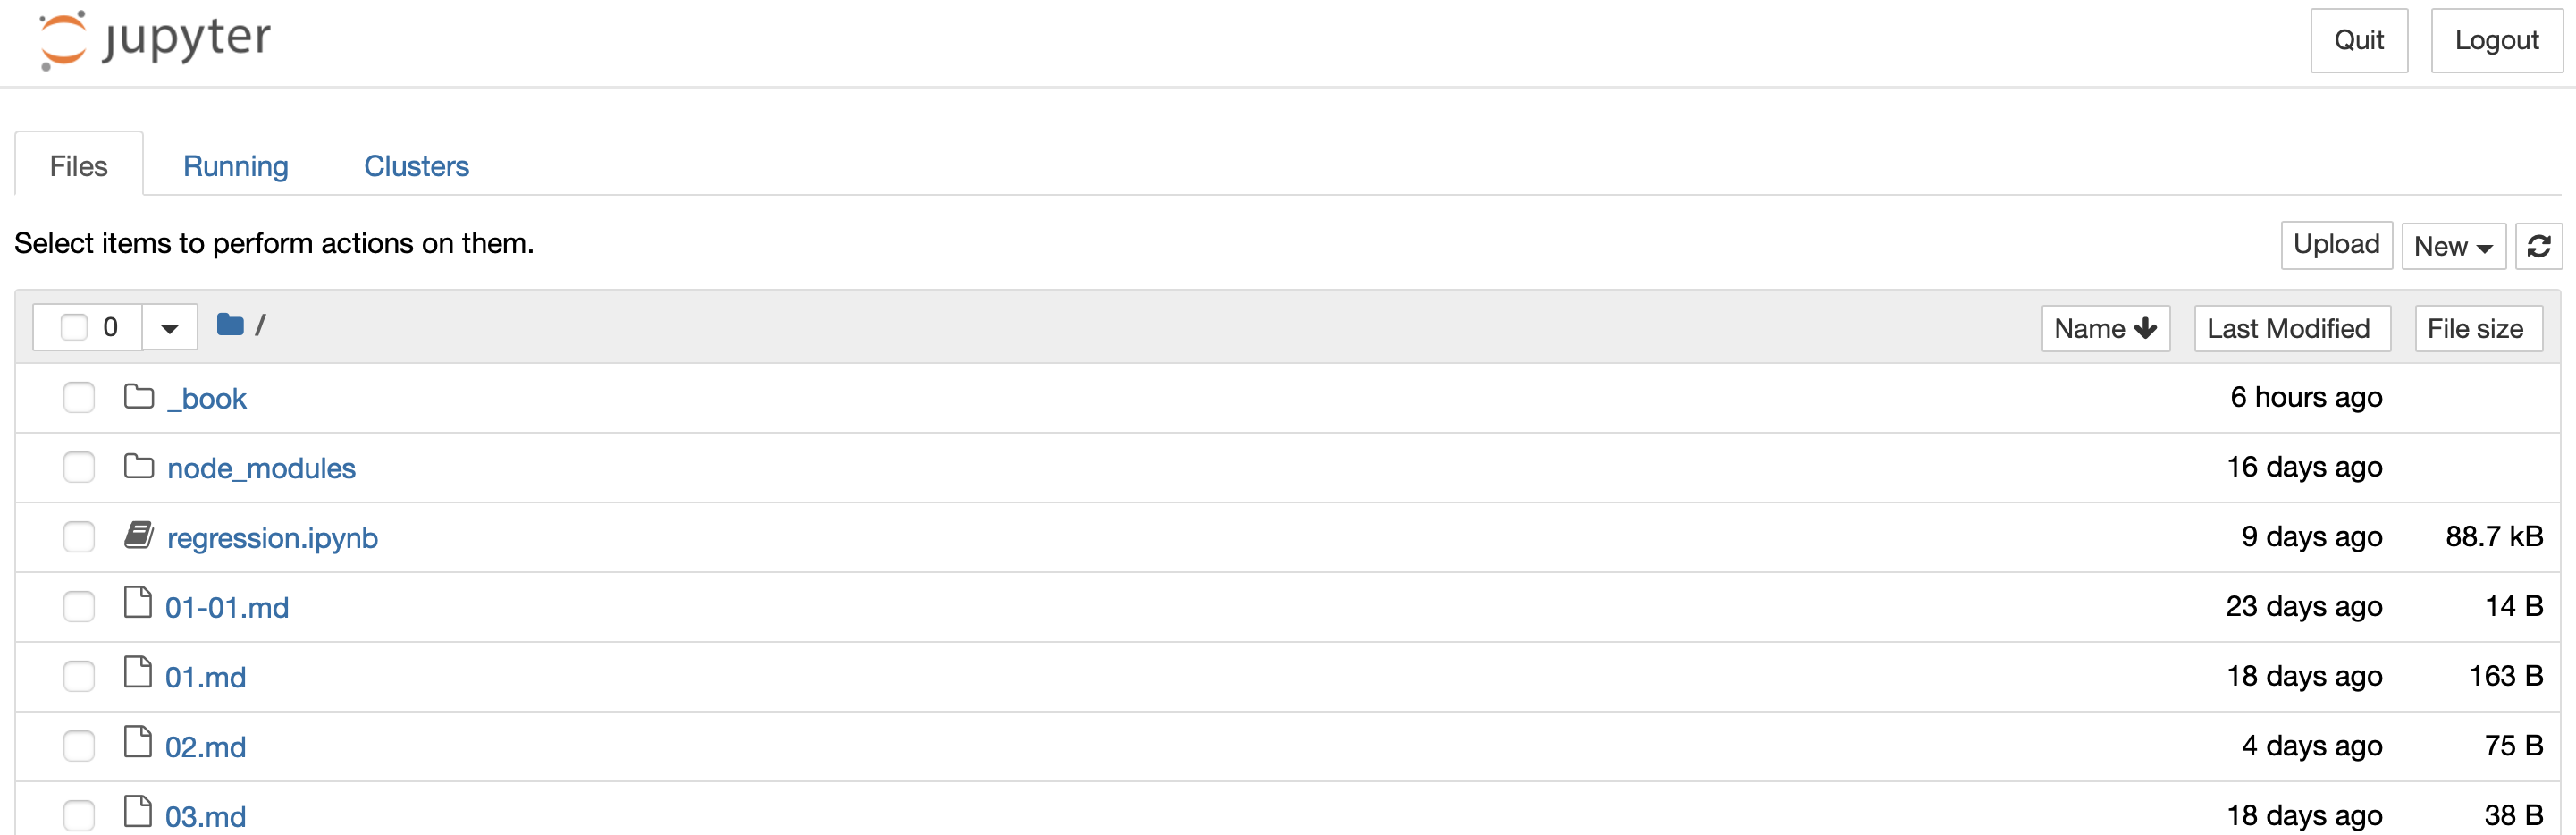 jupyter
Quit Logout
Files Running Clusters
Select items to perform actions on them.
Upload New
0 /
Name Last Modified File size
_book 6 hours ago
node_modules 16 days ago
regression.ipynb 9 days ago 88.7 kB
01-01.md 23 days ago 14 B
01.md 18 days ago 163 B
02.md 4 days ago 75 B
03.md 18 days ago 38 B